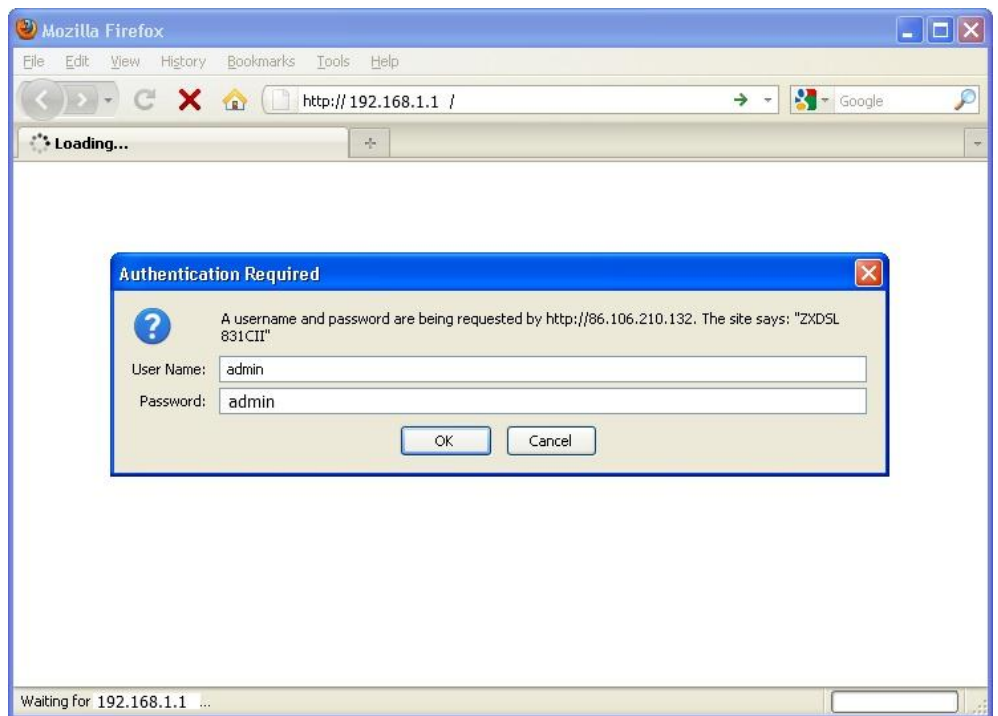 Mozilla Firefox
File Edit View History Bookmarks Tools Help
http:// 192.168.1.1 /
Google
Loading...
Authentication Required
A username and password are being requested by http://86.106.210.132. The site says: "ZXDSL
831CII"
User Name: admin
Password: admin
OK Cancel
Waiting for 192.168.1.1 ...